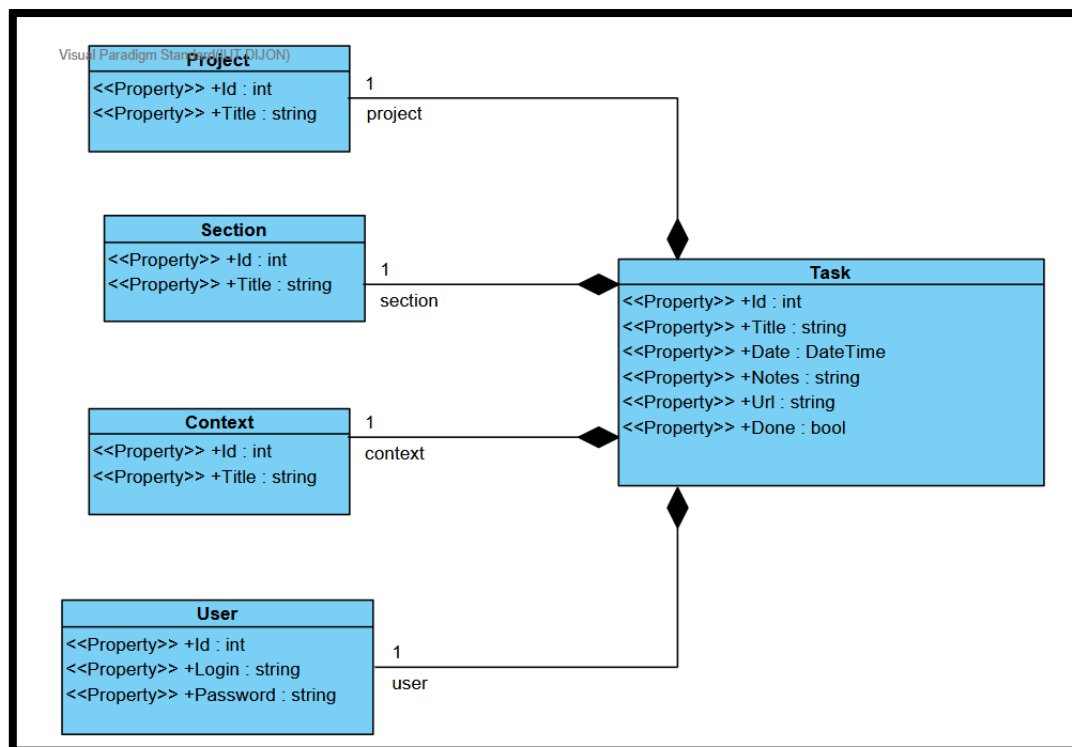 Visual Paradigm Standard(IUT DIJON)
Project
<<Property>> +Id : int
<<Property>> +Title : string
1
project
Section
<<Property>> +Id : int
<<Property>> +Title : string
1
section
Task
<<Property>> +Id : int
<<Property>> +Title : string
<<Property>> +Date : DateTime
<<Property>> +Notes : string
<<Property>> +Url : string
<<Property>> +Done : bool
Context
<<Property>> +Id : int
<<Property>> +Title : string
1
context
User
<<Property>> +Id : int
<<Property>> +Login : string
<<Property>> +Password : string
1
user